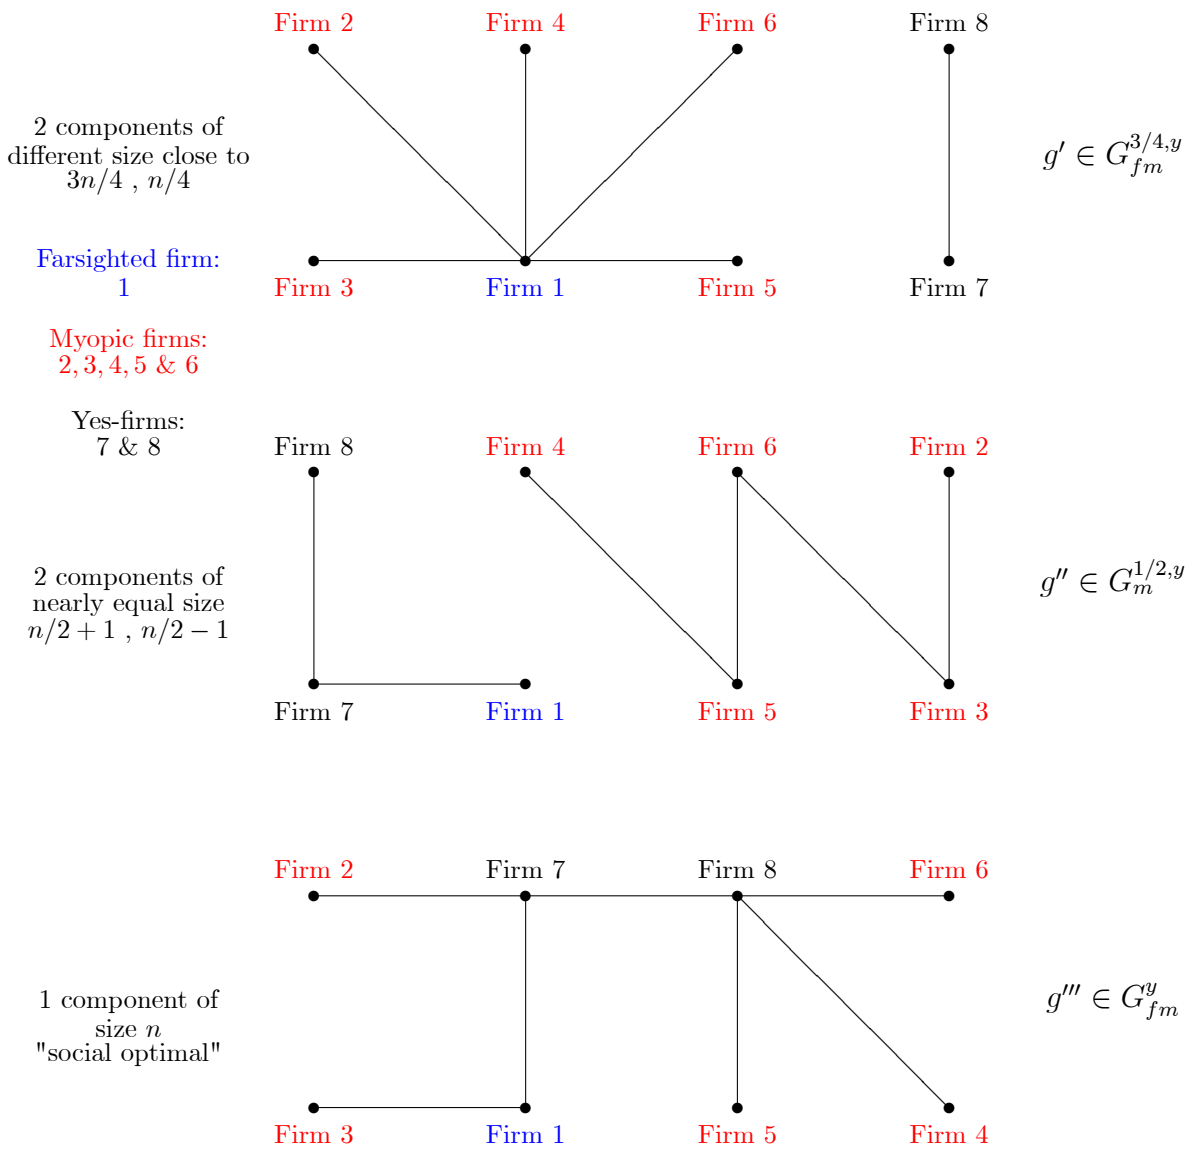 Firm 2
Firm 4
Firm 6
Firm 8
2 components of
different size close to
3n/4 , n/4
g′ ∈ G_{fm}^{3/4,y}
Farsighted firm:
1
Firm 3
Firm 1
Firm 5
Firm 7
Myopic firms:
2, 3, 4, 5 & 6
Yes-firms:
7 & 8
Firm 8
Firm 4
Firm 6
Firm 2
2 components of
nearly equal size
n/2 + 1 , n/2 − 1
g″ ∈ G_{m}^{1/2,y}
Firm 7
Firm 1
Firm 5
Firm 3
Firm 2
Firm 7
Firm 8
Firm 6
1 component of
size n
"social optimal"
g‴ ∈ G_{fm}^{y}
Firm 3
Firm 1
Firm 5
Firm 4